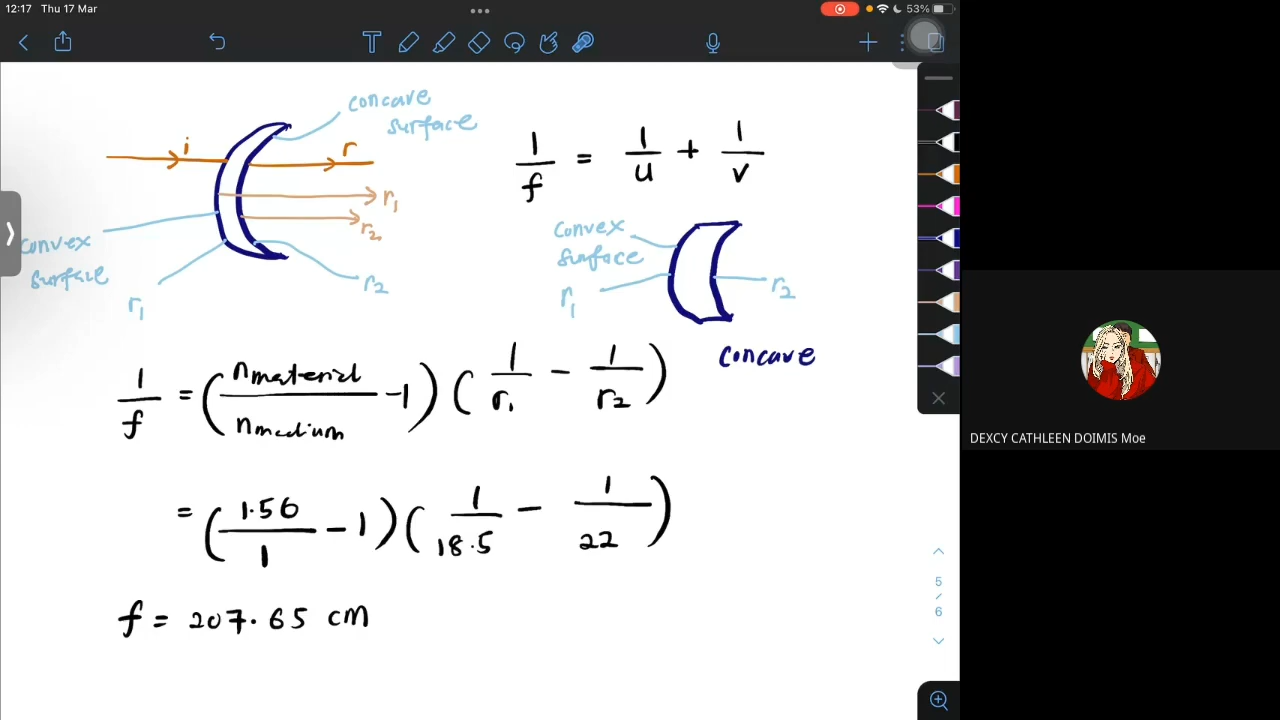 12:17 Thu 17 Mar
53%
concave
surface
i
r
r₁
r₂
convex
surface
r₁
r₂
1/f = 1/u + 1/v
convex
surface
r₁
r₂
concave
1/f = (nmaterial/nmedium - 1)(1/r₁ - 1/r₂)
= (1.56/1 - 1)(1/18.5 - 1/22)
f = 207.65 cm
5
/
6
DEXCY CATHLEEN DOIMIS Moe